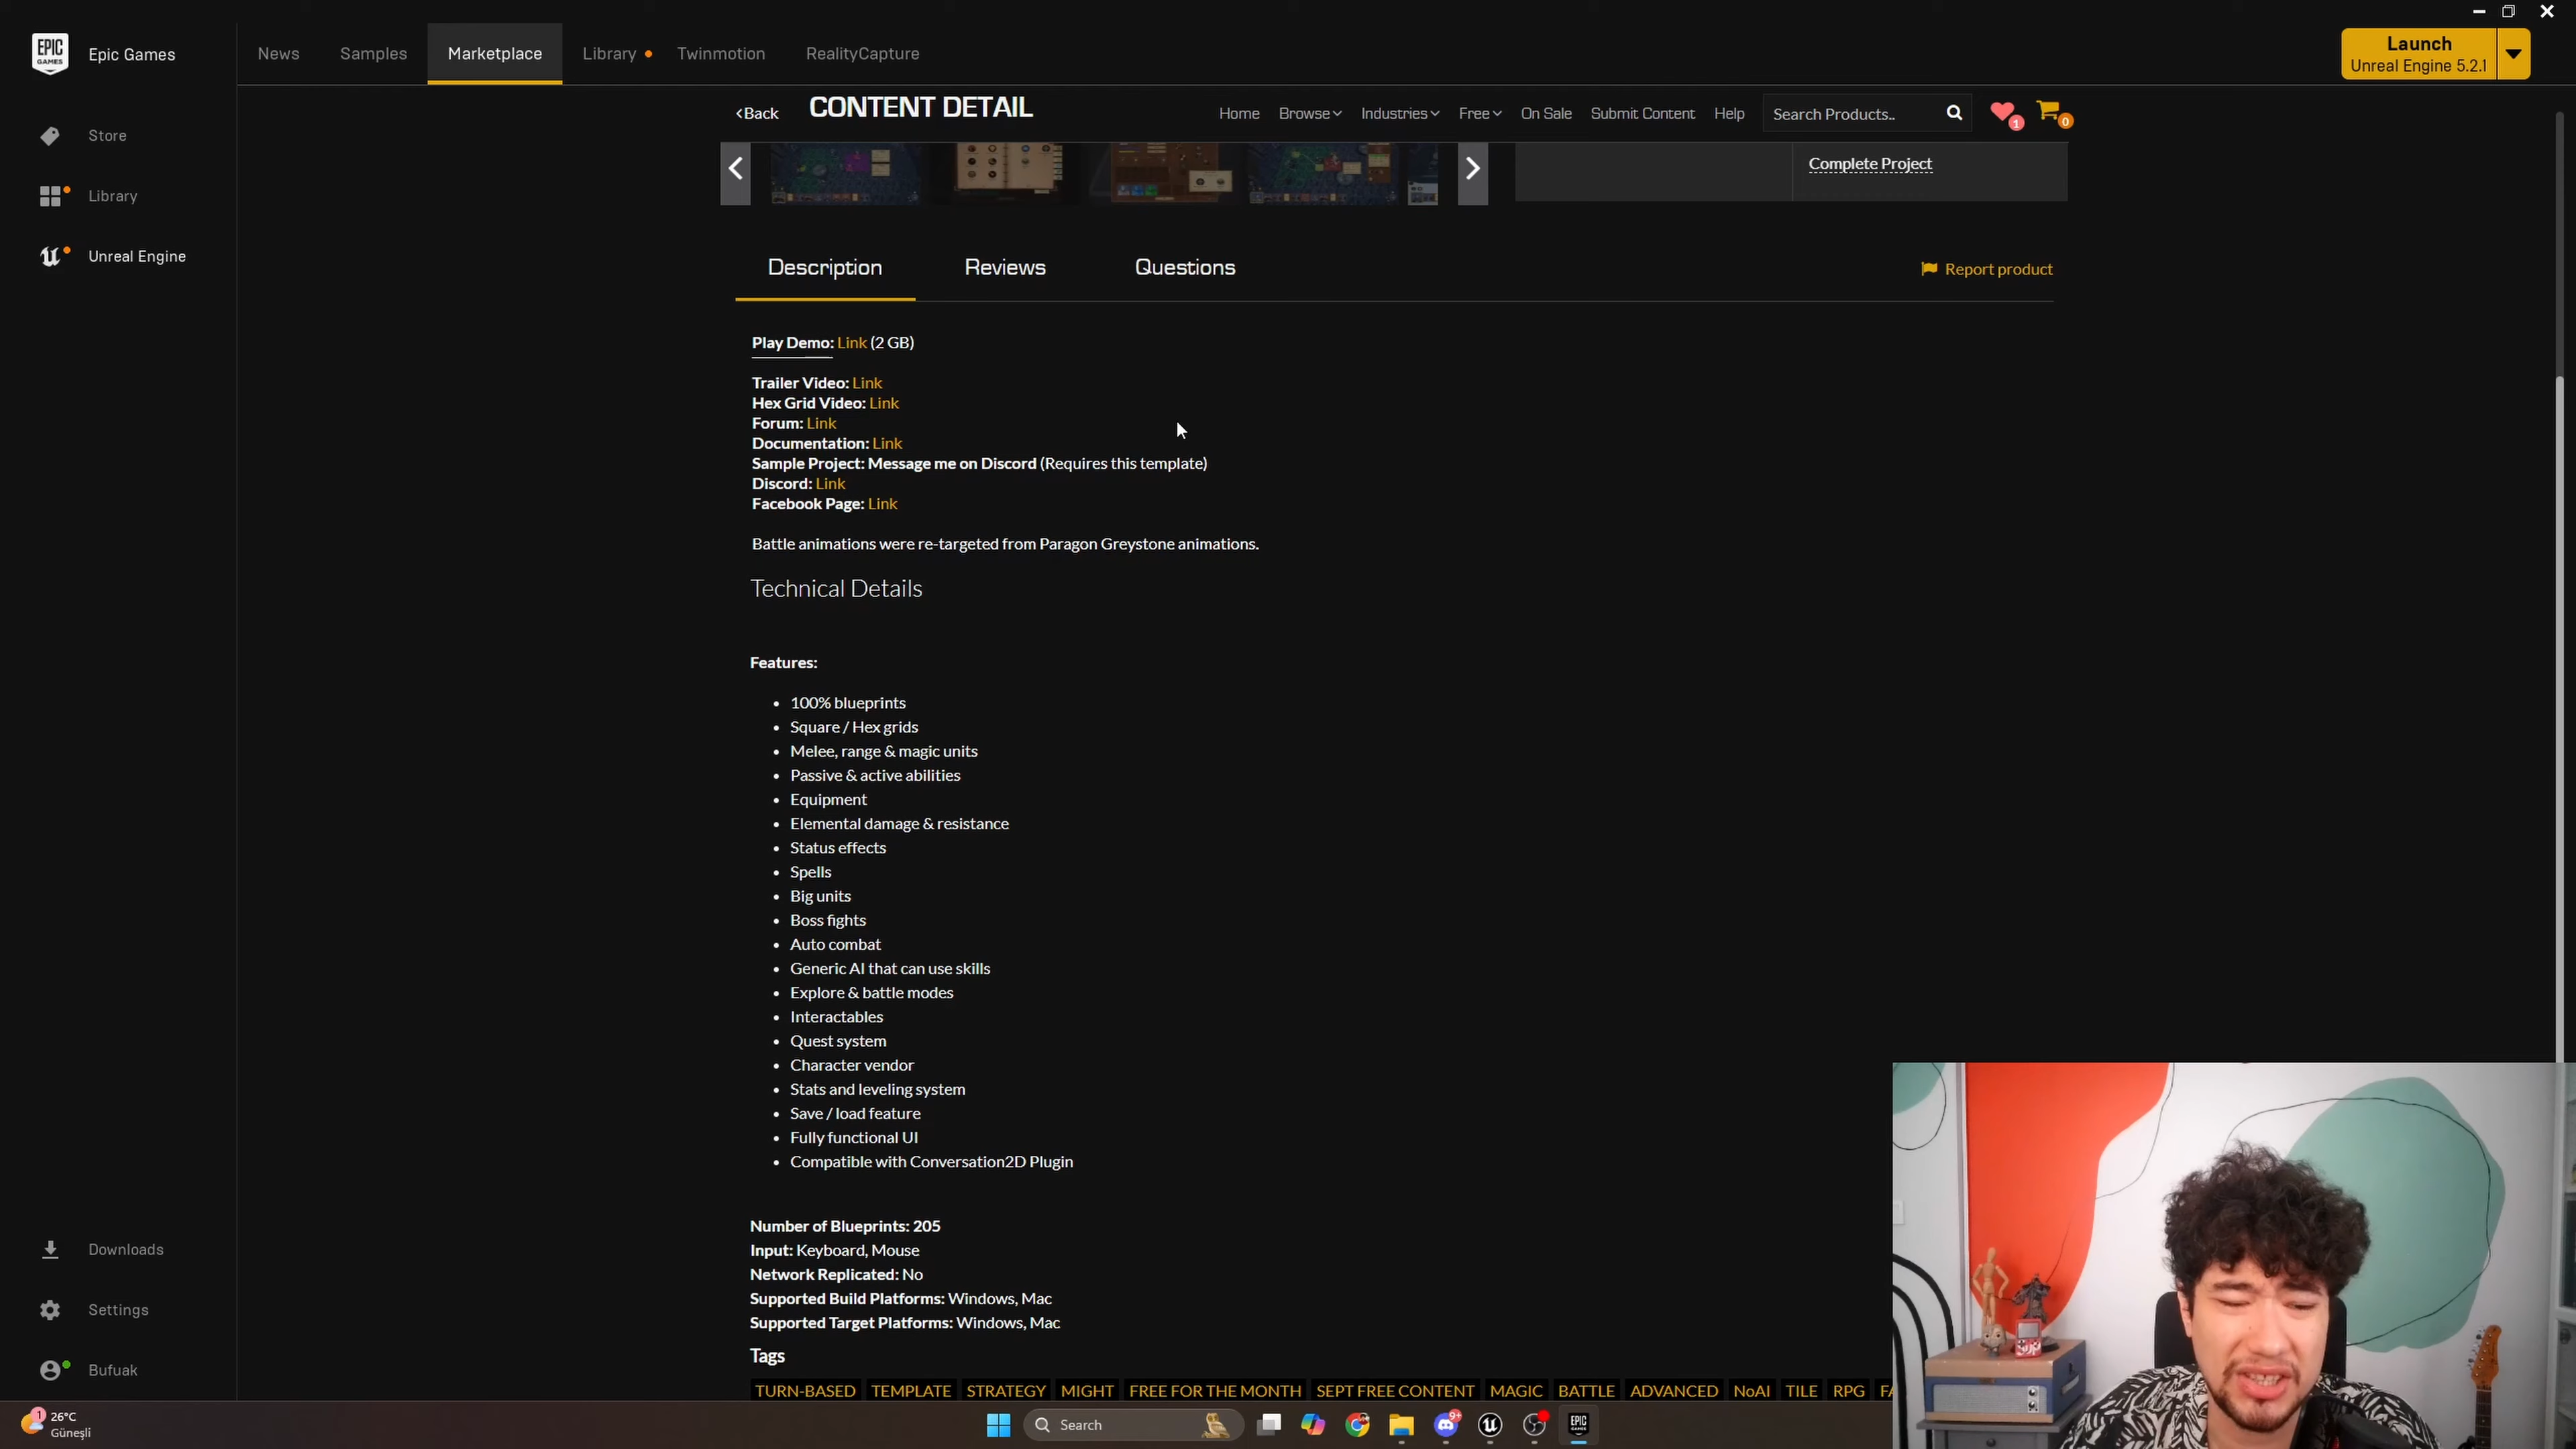 EPIC GAMES
Epic Games
News
Samples
Marketplace
Library
Twinmotion
RealityCapture
Launch
Unreal Engine 5.2.1
Store
Library
Unreal Engine
Back
CONTENT DETAIL
Home
Browse
Industries
Free
On Sale
Submit Content
Help
Search Products..
1
0
Complete Project
Description
Reviews
Questions
Report product
Play Demo: Link (2 GB)
Trailer Video: Link
Hex Grid Video: Link
Forum: Link
Documentation: Link
Sample Project: Message me on Discord (Requires this template)
Discord: Link
Facebook Page: Link
Battle animations were re-targeted from Paragon Greystone animations.
Technical Details
Features:
100% blueprints
Square / Hex grids
Melee, range & magic units
Passive & active abilities
Equipment
Elemental damage & resistance
Status effects
Spells
Big units
Boss fights
Auto combat
Generic AI that can use skills
Explore & battle modes
Interactables
Quest system
Character vendor
Stats and leveling system
Save / load feature
Fully functional UI
Compatible with Conversation2D Plugin
Number of Blueprints: 205
Input: Keyboard, Mouse
Network Replicated: No
Supported Build Platforms: Windows, Mac
Supported Target Platforms: Windows, Mac
Tags
TURN-BASED TEMPLATE STRATEGY MIGHT FREE FOR THE MONTH SEPT FREE CONTENT MAGIC BATTLE ADVANCED NoAI TILE RPG
Downloads
Settings
Bufuak
1
26°C
Güneşli
Search
9+
EPIC